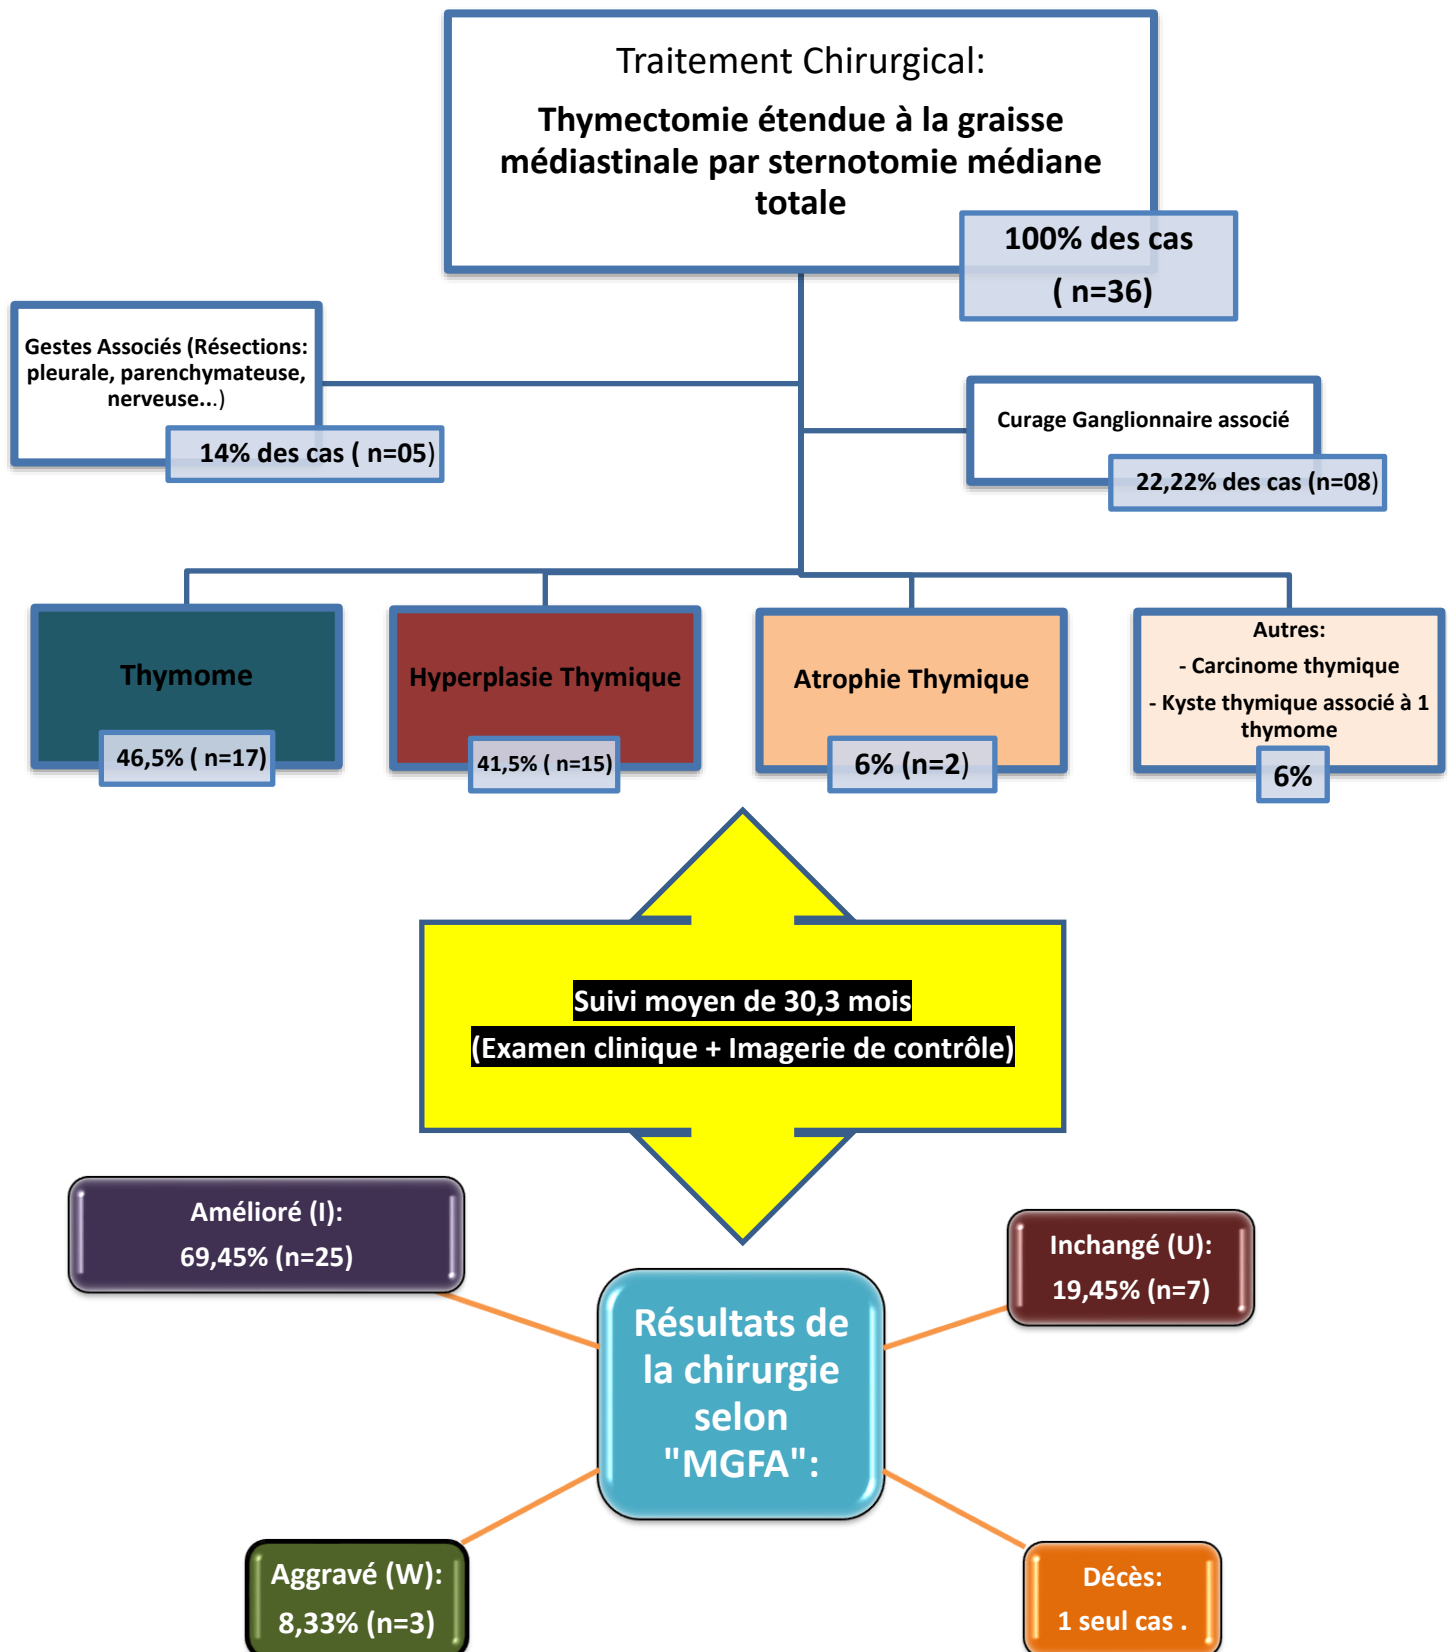 Traitement Chirurgical:
Thymectomie étendue à la graisse
médiastinale par sternotomie médiane
totale
100% des cas
( n=36)
Gestes Associés (Résections:
pleurale, parenchymateuse,
nerveuse...)
14% des cas ( n=05)
Curage Ganglionnaire associé
22,22% des cas (n=08)
Thymome
46,5% ( n=17)
Hyperplasie Thymique
41,5% ( n=15)
Atrophie Thymique
6% (n=2)
Autres:
- Carcinome thymique
- Kyste thymique associé à 1
thymome
6%
Suivi moyen de 30,3 mois
(Examen clinique + Imagerie de contrôle)
Amélioré (I):
69,45% (n=25)
Inchangé (U):
19,45% (n=7)
Résultats de
la chirurgie
selon
"MGFA":
Aggravé (W):
8,33% (n=3)
Décès:
1 seul cas .